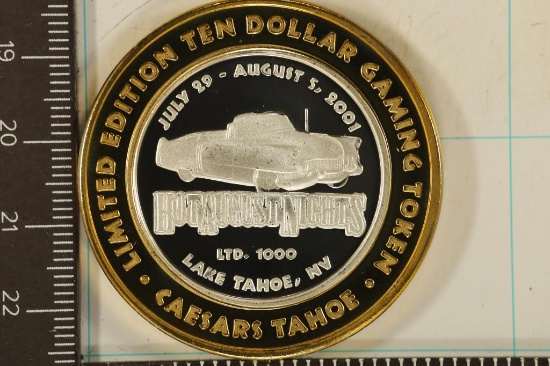 LIMITED EDITION TEN DOLLAR GAMING TOKEN
• CAESARS TAHOE •
JULY 29 - AUGUST 5, 2001
HOT AUGUST NIGHTS
LTD. 1000
LAKE TAHOE, NV
19
20
21
22